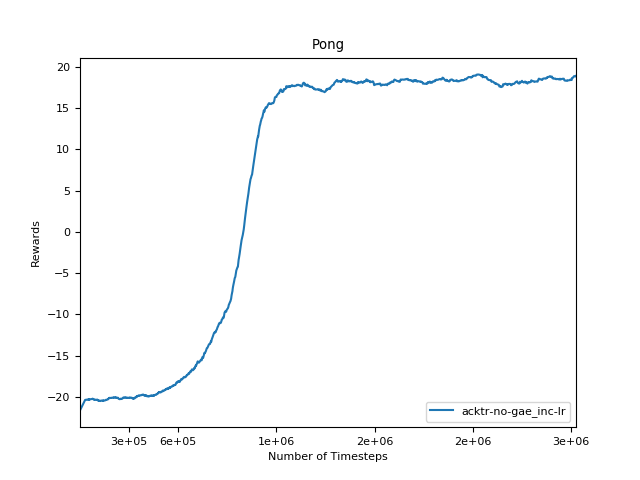 Pong
20
15
10
5
0
−5
−10
−15
−20
Rewards
acktr-no-gae_inc-lr
3e+05 6e+05 1e+06 2e+06 2e+06 3e+06
Number of Timesteps